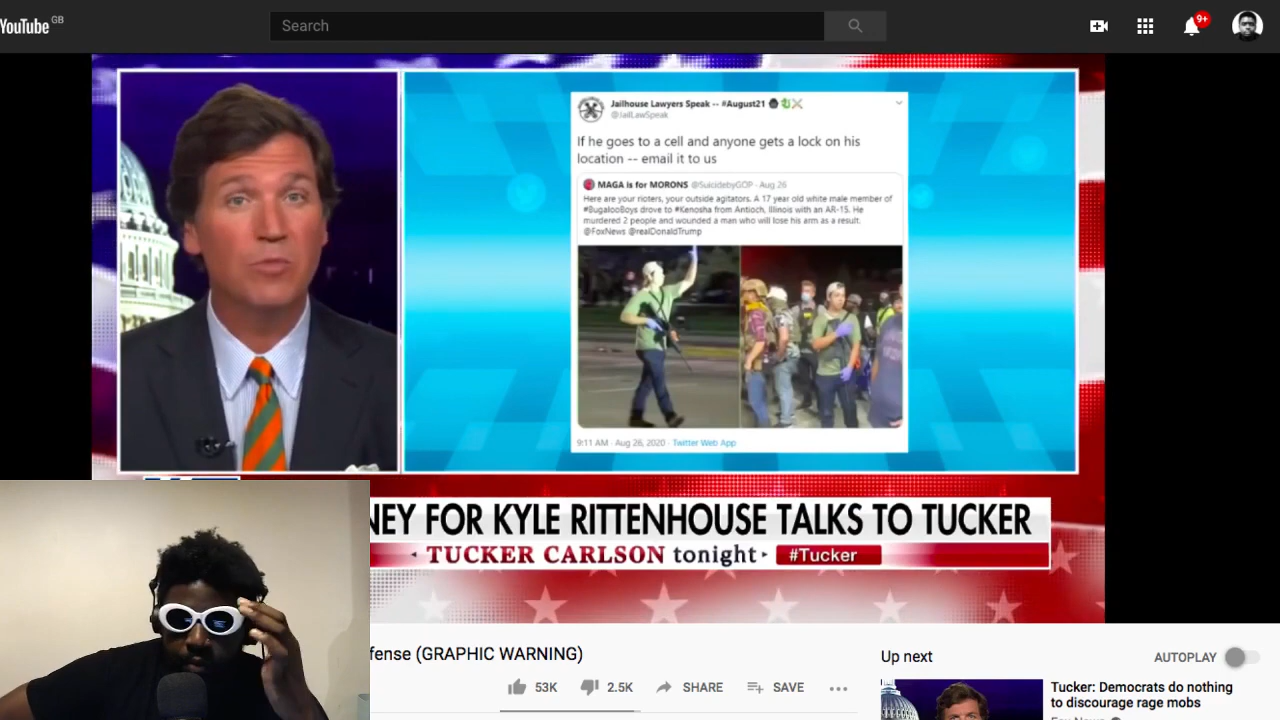 YouTube GB
Search
9+
Jailhouse Lawyers Speak -- #August21
@JailLawSpeak
If he goes to a cell and anyone gets a lock on his
location -- email it to us
MAGA is for MORONS @SuicidebyGOP · Aug 26
Here are your rioters, your outside agitators. A 17 year old white male member of
#BugalooBoys drove to #Kenosha from Antioch, Illinois with an AR-15. He
murdered 2 people and wounded a man who will lose his arm as a result.
@FoxNews @realDonaldTrump
9:11 AM · Aug 26, 2020 · Twitter Web App
NEY FOR KYLE RITTENHOUSE TALKS TO TUCKER
TUCKER CARLSON tonight #Tucker
fense (GRAPHIC WARNING)
53K 2.5K SHARE SAVE
Up next
AUTOPLAY
Tucker: Democrats do nothing
to discourage rage mobs